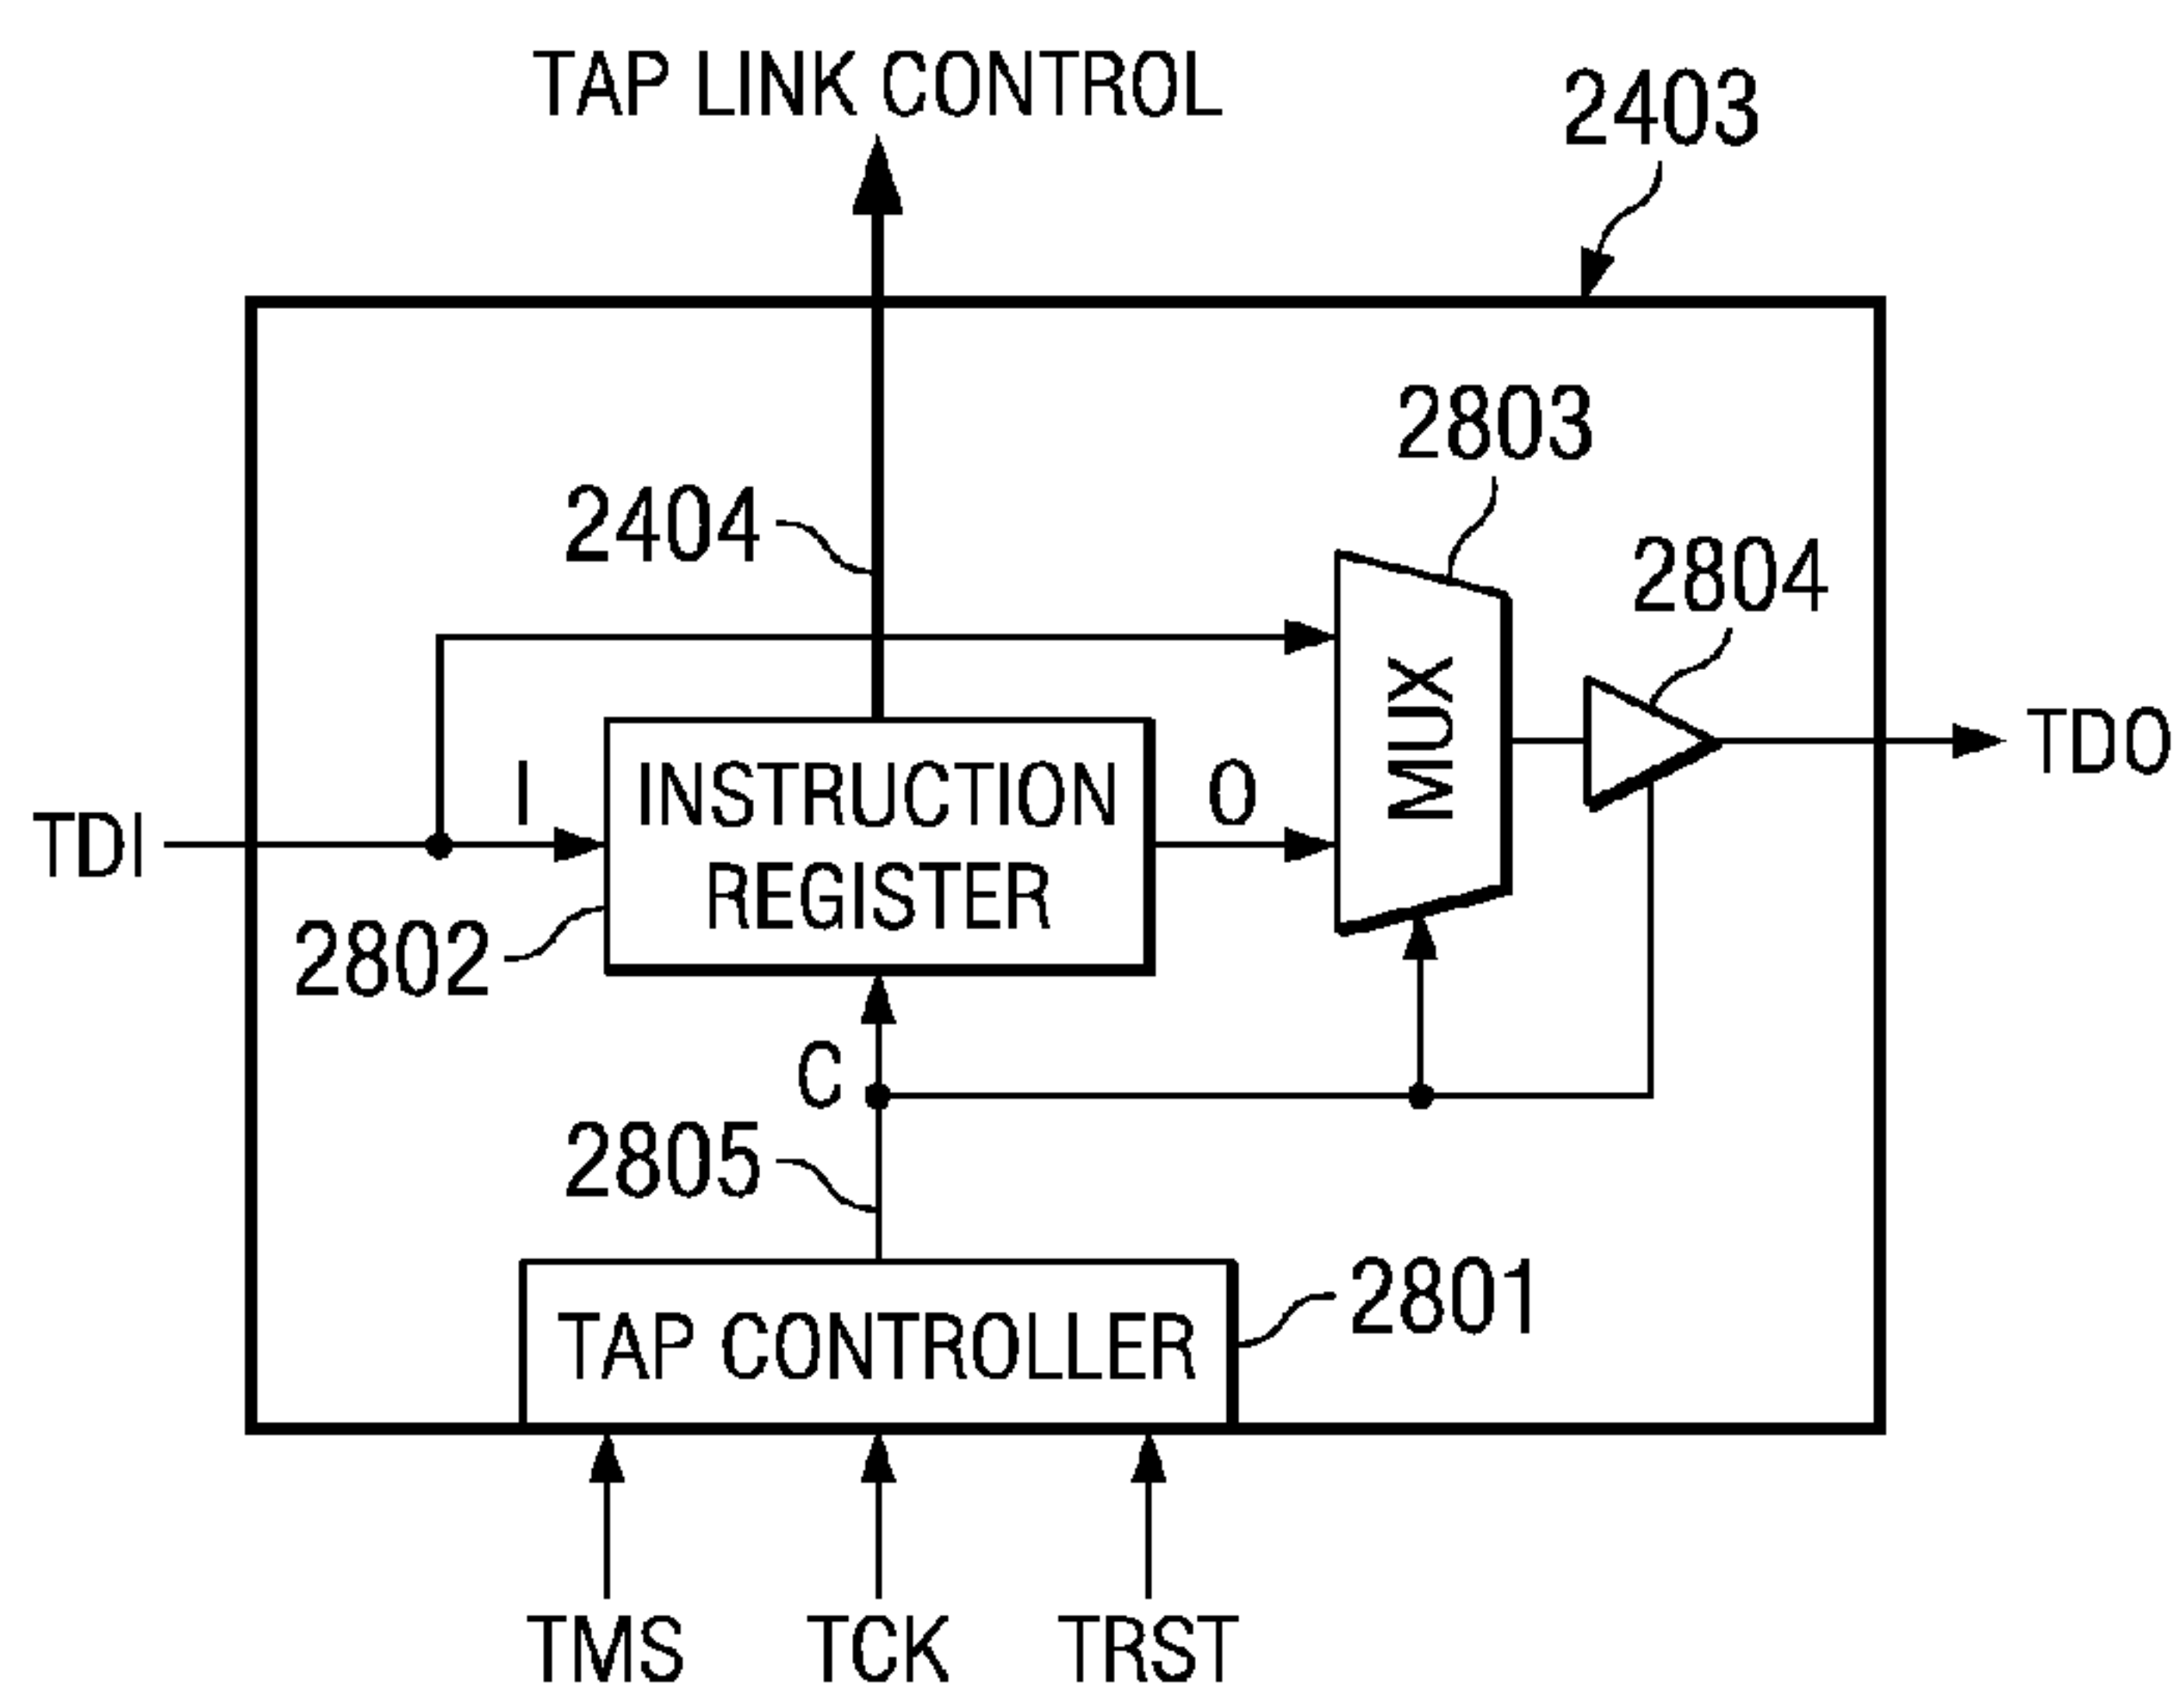 TAP LINK CONTROL
2403
2803
2404
2804
MUX
TDO
I
INSTRUCTION
REGISTER
O
TDI
2802
C
2805
TAP CONTROLLER
2801
TMS
TCK
TRST